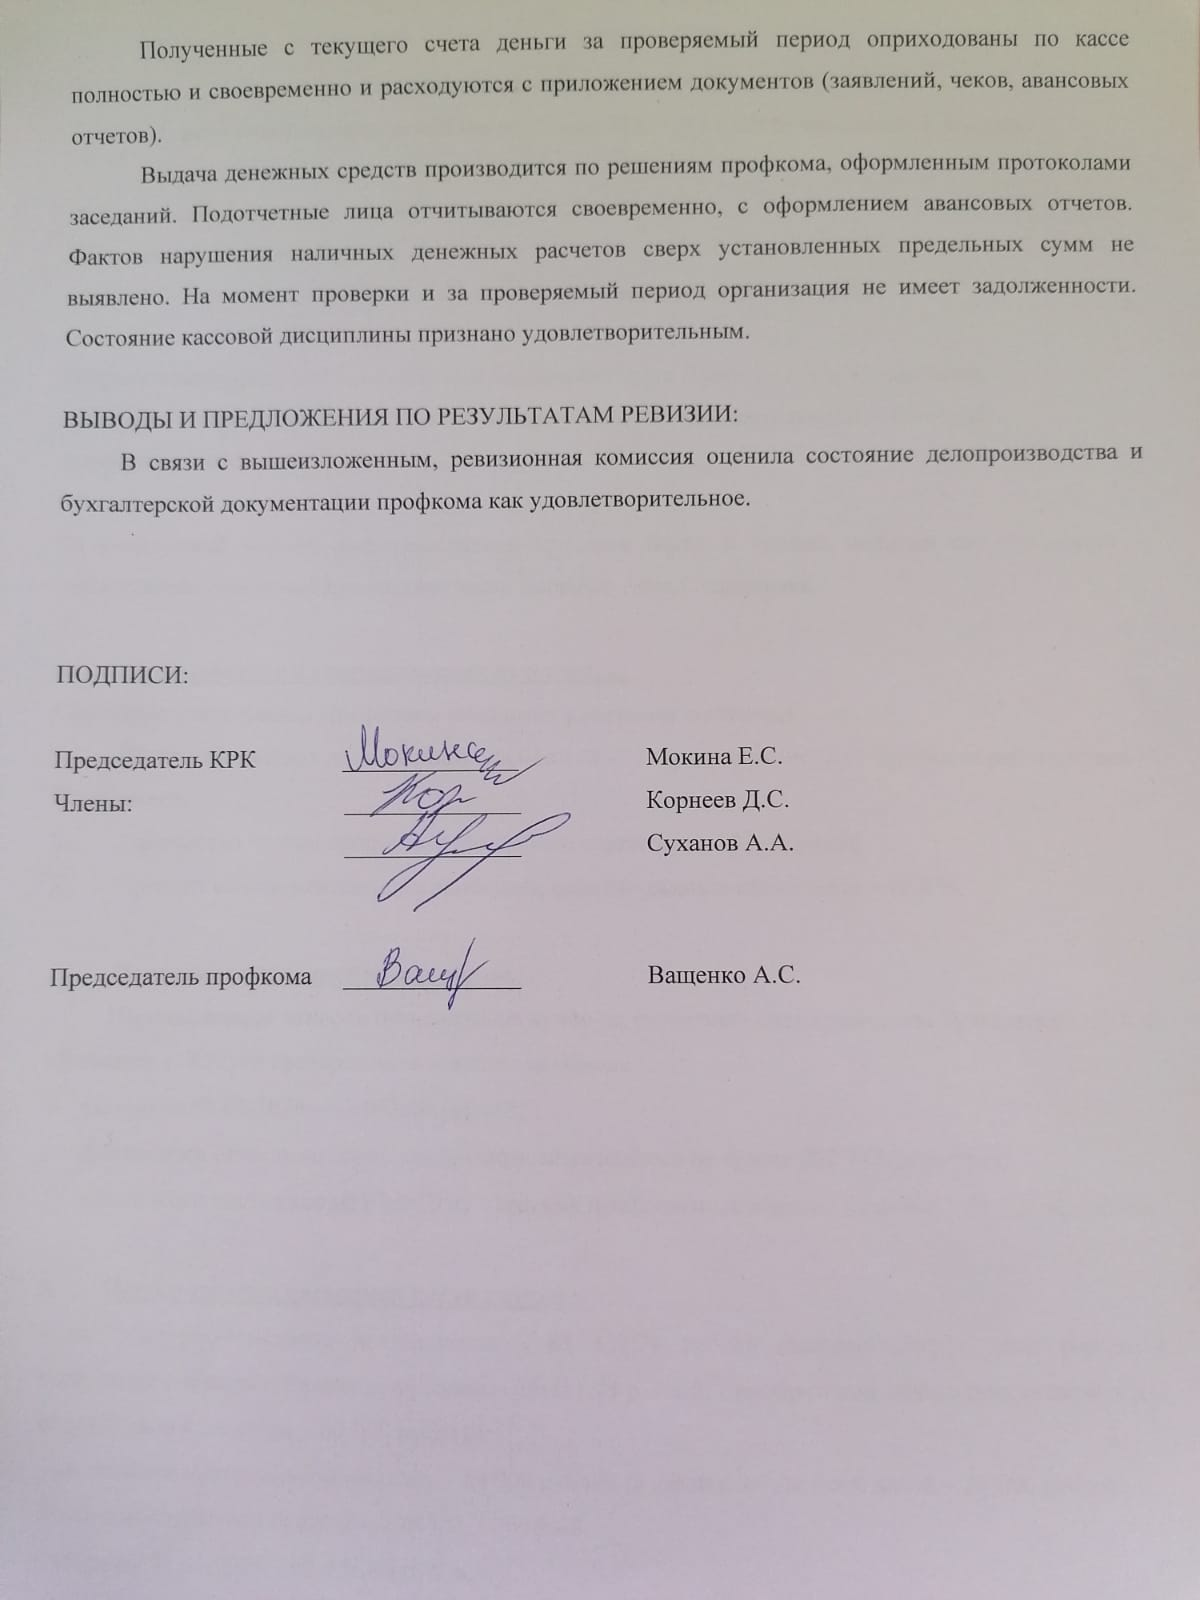 Полученные с текущего счета деньги за проверяемый период оприходованы по кассе
полностью и своевременно и расходуются с приложением документов (заявлений, чеков, авансовых
отчетов).
Выдача денежных средств производится по решениям профкома, оформленным протоколами
заседаний. Подотчетные лица отчитываются своевременно, с оформлением авансовых отчетов.
Фактов нарушения наличных денежных расчетов сверх установленных предельных сумм не
выявлено. На момент проверки и за проверяемый период организация не имеет задолженности.
Состояние кассовой дисциплины признано удовлетворительным.
ВЫВОДЫ И ПРЕДЛОЖЕНИЯ ПО РЕЗУЛЬТАТАМ РЕВИЗИИ:
В связи с вышеизложенным, ревизионная комиссия оценила состояние делопроизводства и
бухгалтерской документации профкома как удовлетворительное.
ПОДПИСИ:
Председатель КРК Мокина Е.С.
Члены: Корнеев Д.С.
Суханов А.А.
Председатель профкома Ващенко А.С.